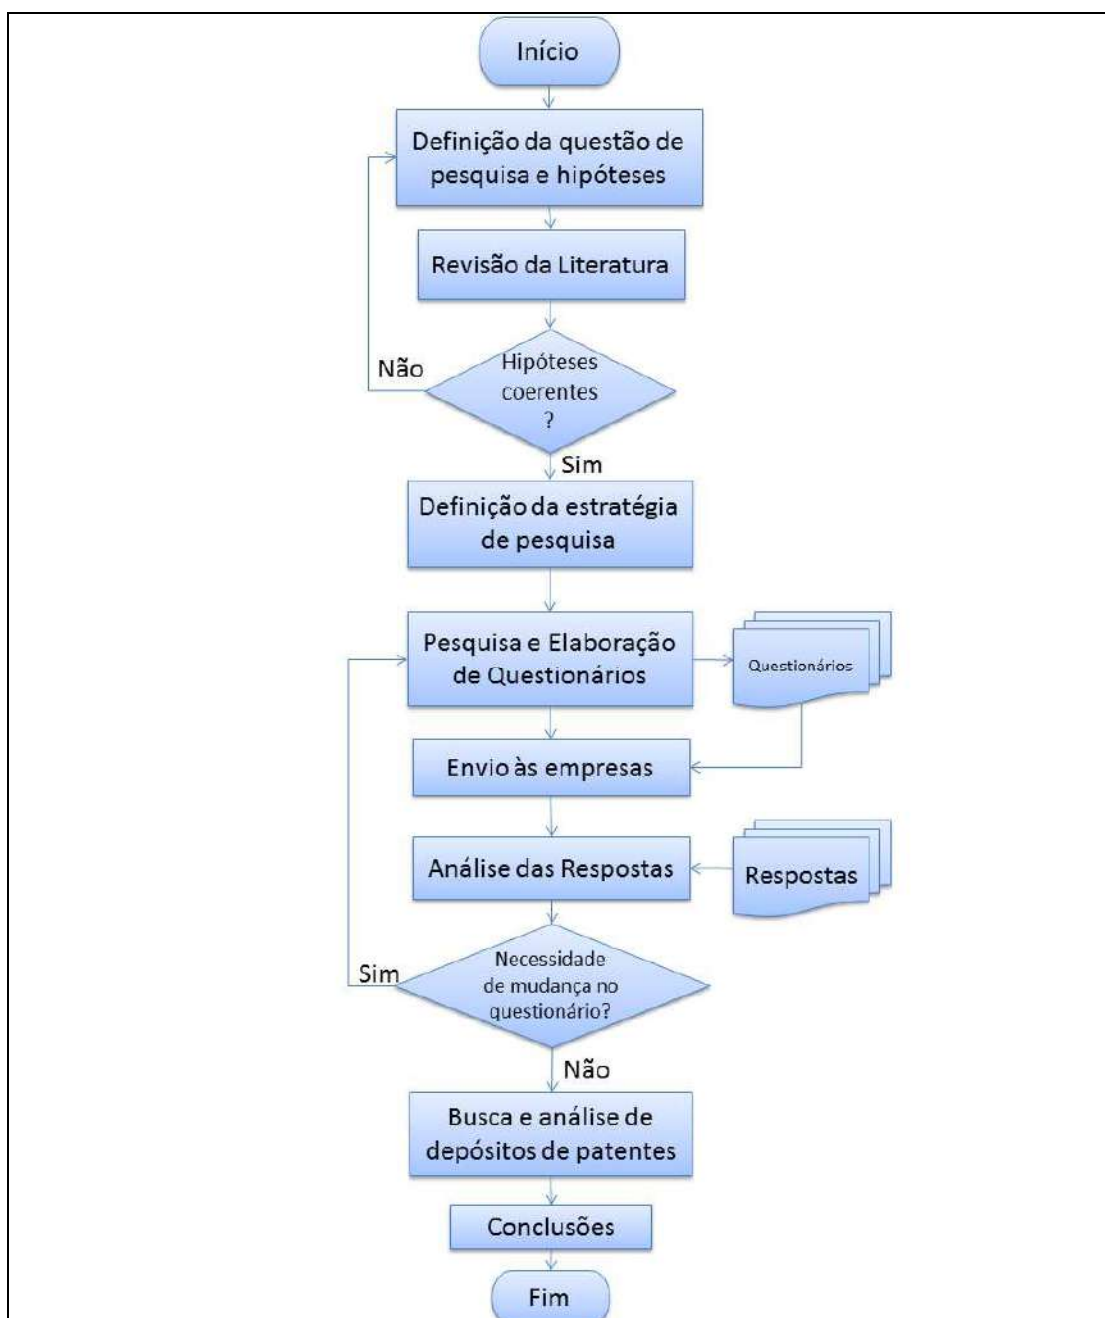 Início
Definição da questão de
pesquisa e hipóteses
Revisão da Literatura
Hipóteses
coerentes
?
Não
Sim
Definição da estratégia
de pesquisa
Pesquisa e Elaboração
de Questionários
Questionários
Envio às empresas
Análise das Respostas
Respostas
Necessidade
de mudança no
questionário?
Sim
Não
Busca e análise de
depósitos de patentes
Conclusões
Fim